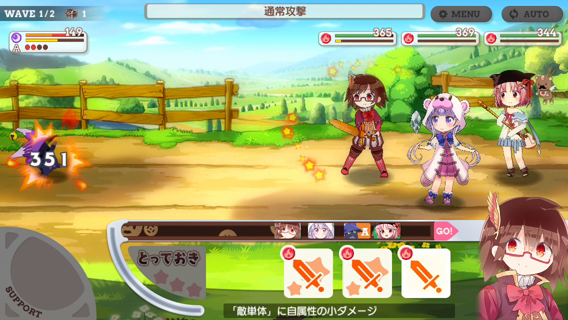 WAVE 1/2
1
通常攻撃
MENU
AUTO
149
A
365
369
344
351
GO!
とっておき
SUPPORT
「敵単体」に自属性の小ダメージ